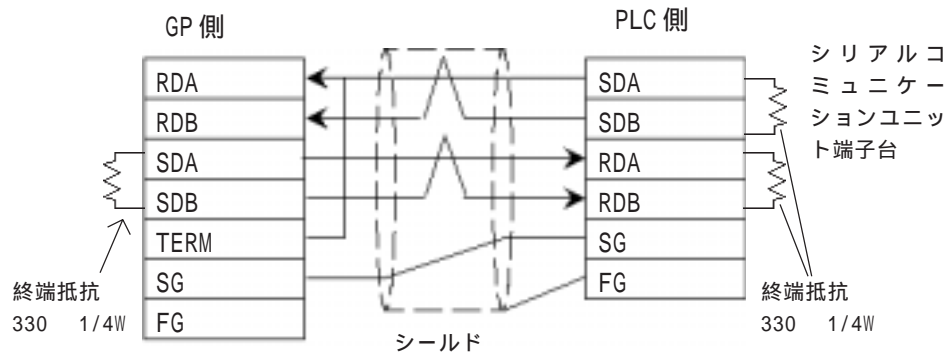 GP 側
PLC 側
RDA
RDB
SDA
SDB
TERM
SG
FG
SDA
SDB
RDA
RDB
SG
FG
シリアルコ
ミュニケー
ションユニッ
ト端子台
終端抵抗
330 1/4W
シールド
終端抵抗
330 1/4W